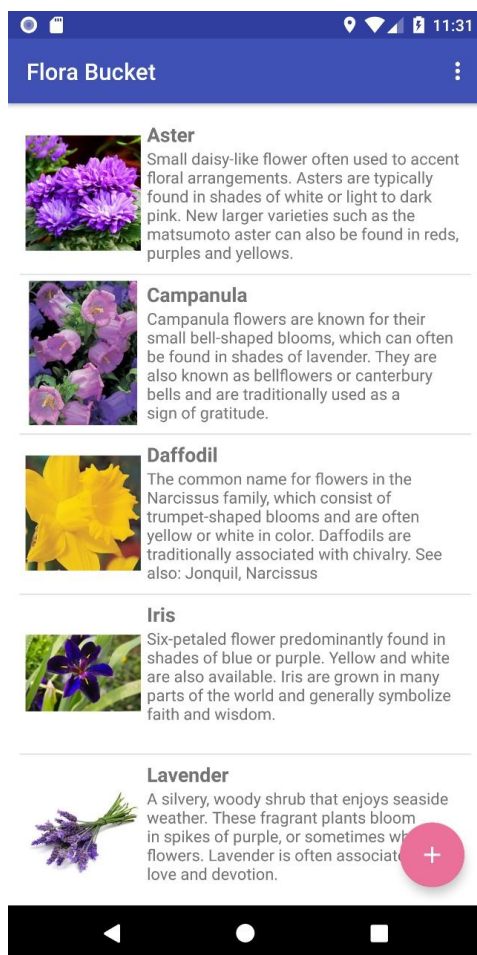 11:31
Flora Bucket
Aster
Small daisy-like flower often used to accent
floral arrangements. Asters are typically
found in shades of white or light to dark
pink. New larger varieties such as the
matsumoto aster can also be found in reds,
purples and yellows.
Campanula
Campanula flowers are known for their
small bell-shaped blooms, which can often
be found in shades of lavender. They are
also known as bellflowers or canterbury
bells and are traditionally used as a
sign of gratitude.
Daffodil
The common name for flowers in the
Narcissus family, which consist of
trumpet-shaped blooms and are often
yellow or white in color. Daffodils are
traditionally associated with chivalry. See
also: Jonquil, Narcissus
Iris
Six-petaled flower predominantly found in
shades of blue or purple. Yellow and white
are also available. Iris are grown in many
parts of the world and generally symbolize
faith and wisdom.
Lavender
A silvery, woody shrub that enjoys seaside
weather. These fragrant plants bloom
in spikes of purple, or sometimes
flowers. Lavender is often
love and devotion.